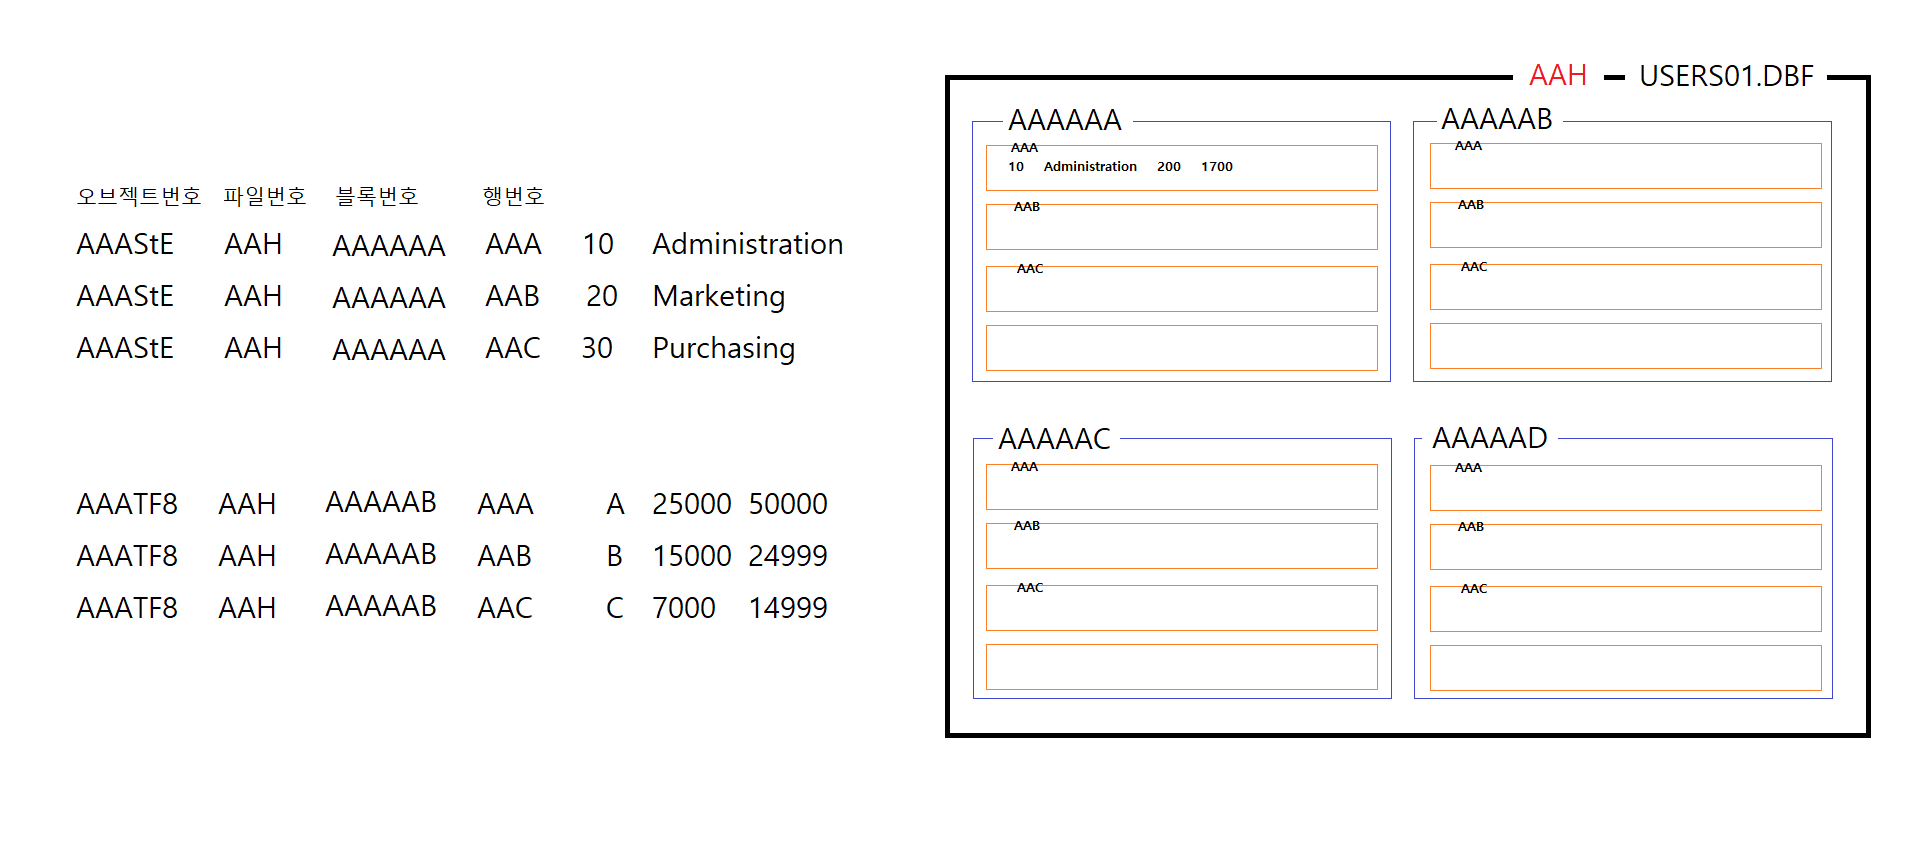 오브젝트번호 파일번호 블록번호 행번호
AAAStE AAH AAAAAA AAA 10 Administration
AAAStE AAH AAAAAA AAB 20 Marketing
AAAStE AAH AAAAAA AAC 30 Purchasing
AAATF8 AAH AAAAAB AAA A 25000 50000
AAATF8 AAH AAAAAB AAB B 15000 24999
AAATF8 AAH AAAAAB AAC C 7000 14999
AAH USERS01.DBF
AAAAAA
AAA
10 Administration 200 1700
AAB
AAC
AAAAAB
AAA
AAB
AAC
AAAAAC
AAA
AAB
AAC
AAAAAD
AAA
AAB
AAC